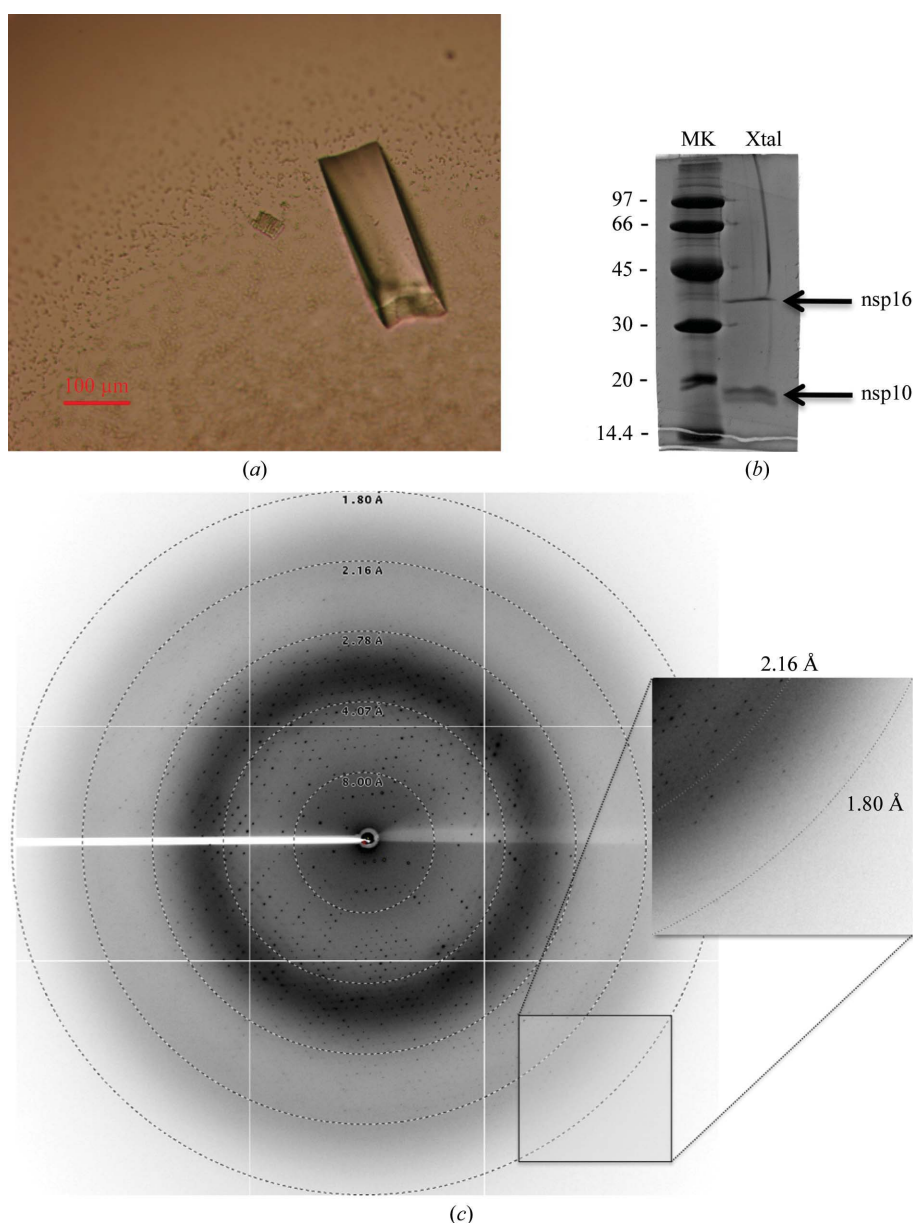 100 µm
(a)
MK Xtal
97 -
66 -
45 -
nsp16
30 -
20 -
nsp10
14.4 -
(b)
1.80 Å
2.16 Å
2.78 Å
4.07 Å
8.00 Å
2.16 Å
1.80 Å
(c)